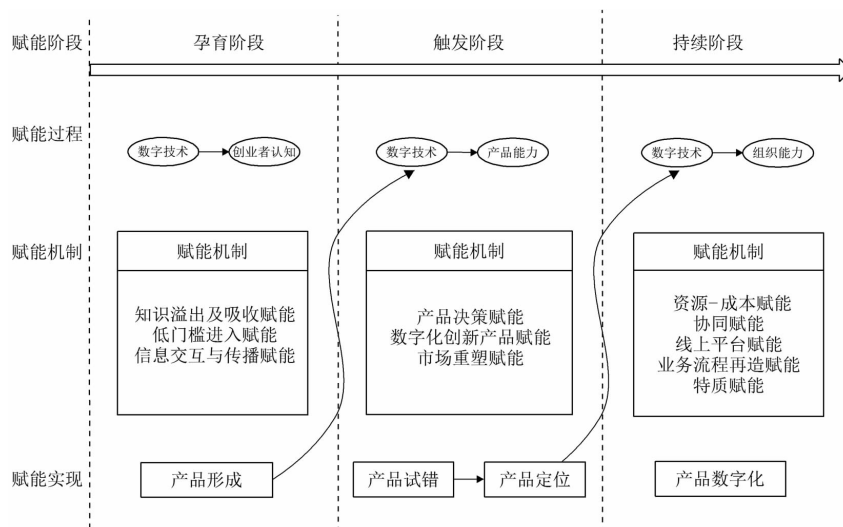 赋能阶段 孕育阶段 触发阶段 持续阶段
赋能过程
数字技术 创业者认知 数字技术 产品能力 数字技术 组织能力
赋能机制
赋能机制
知识溢出及吸收赋能
低门槛进入赋能
信息交互与传播赋能
赋能机制
产品决策赋能
数字化创新产品赋能
市场重塑赋能
赋能机制
资源-成本赋能
协同赋能
线上平台赋能
业务流程再造赋能
特质赋能
赋能实现 产品形成 产品试错 产品定位 产品数字化